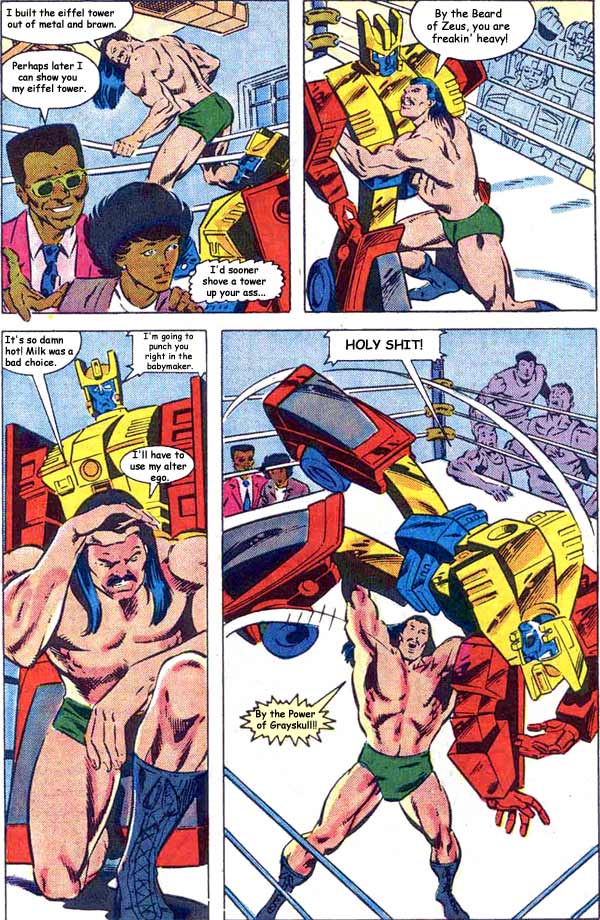 I built the eiffel tower
out of metal and brawn.
Perhaps later I
can show you
my eiffel tower.
I'd sooner
shove a tower
up your ass...
By the Beard
of Zeus, you are
freakin' heavy!
It's so damn
hot! Milk was a
bad choice.
I'm going to
punch you
right in the
babymaker.
I'll have to
use my alter
ego.
HOLY SHIT!
By the Power
of Grayskull!!